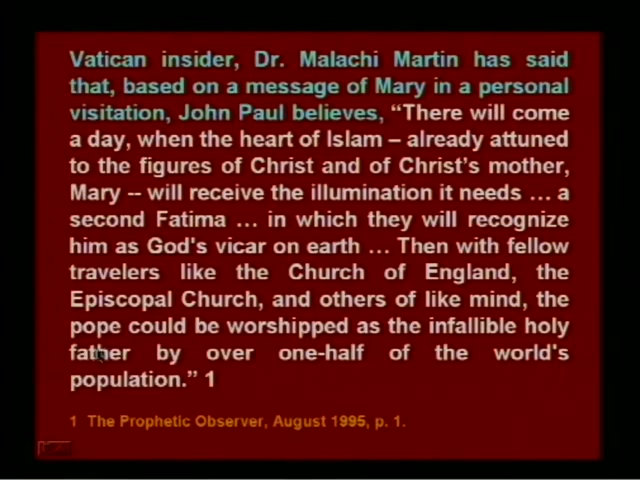 Vatican insider, Dr. Malachi Martin has said
that, based on a message of Mary in a personal
visitation, John Paul believes, “There will come
a day, when the heart of Islam – already attuned
to the figures of Christ and of Christ's mother,
Mary -- will receive the illumination it needs … a
second Fatima … in which they will recognize
him as God's vicar on earth … Then with fellow
travelers like the Church of England, the
Episcopal Church, and others of like mind, the
pope could be worshipped as the infallible holy
father by over one-half of the world's
population.” 1
1 The Prophetic Observer, August 1995, p. 1.